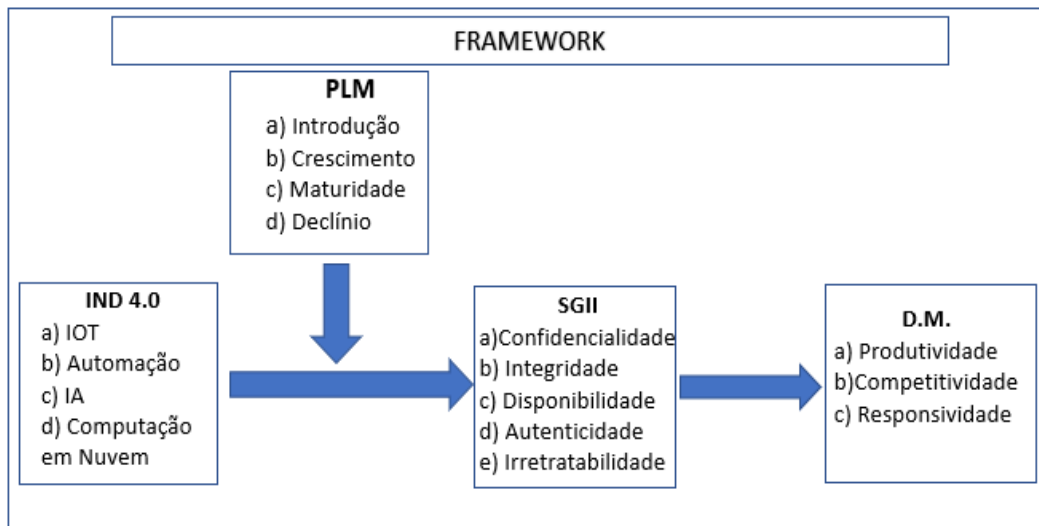 FRAMEWORK
PLM
a) Introdução
b) Crescimento
c) Maturidade
d) Declínio
IND 4.0
a) IOT
b) Automação
c) IA
d) Computação
em Nuvem
SGII
a)Confidencialidade
b) Integridade
c) Disponibilidade
d) Autenticidade
e) Irretratabilidade
D.M.
a) Produtividade
b)Competitividade
c) Responsividade